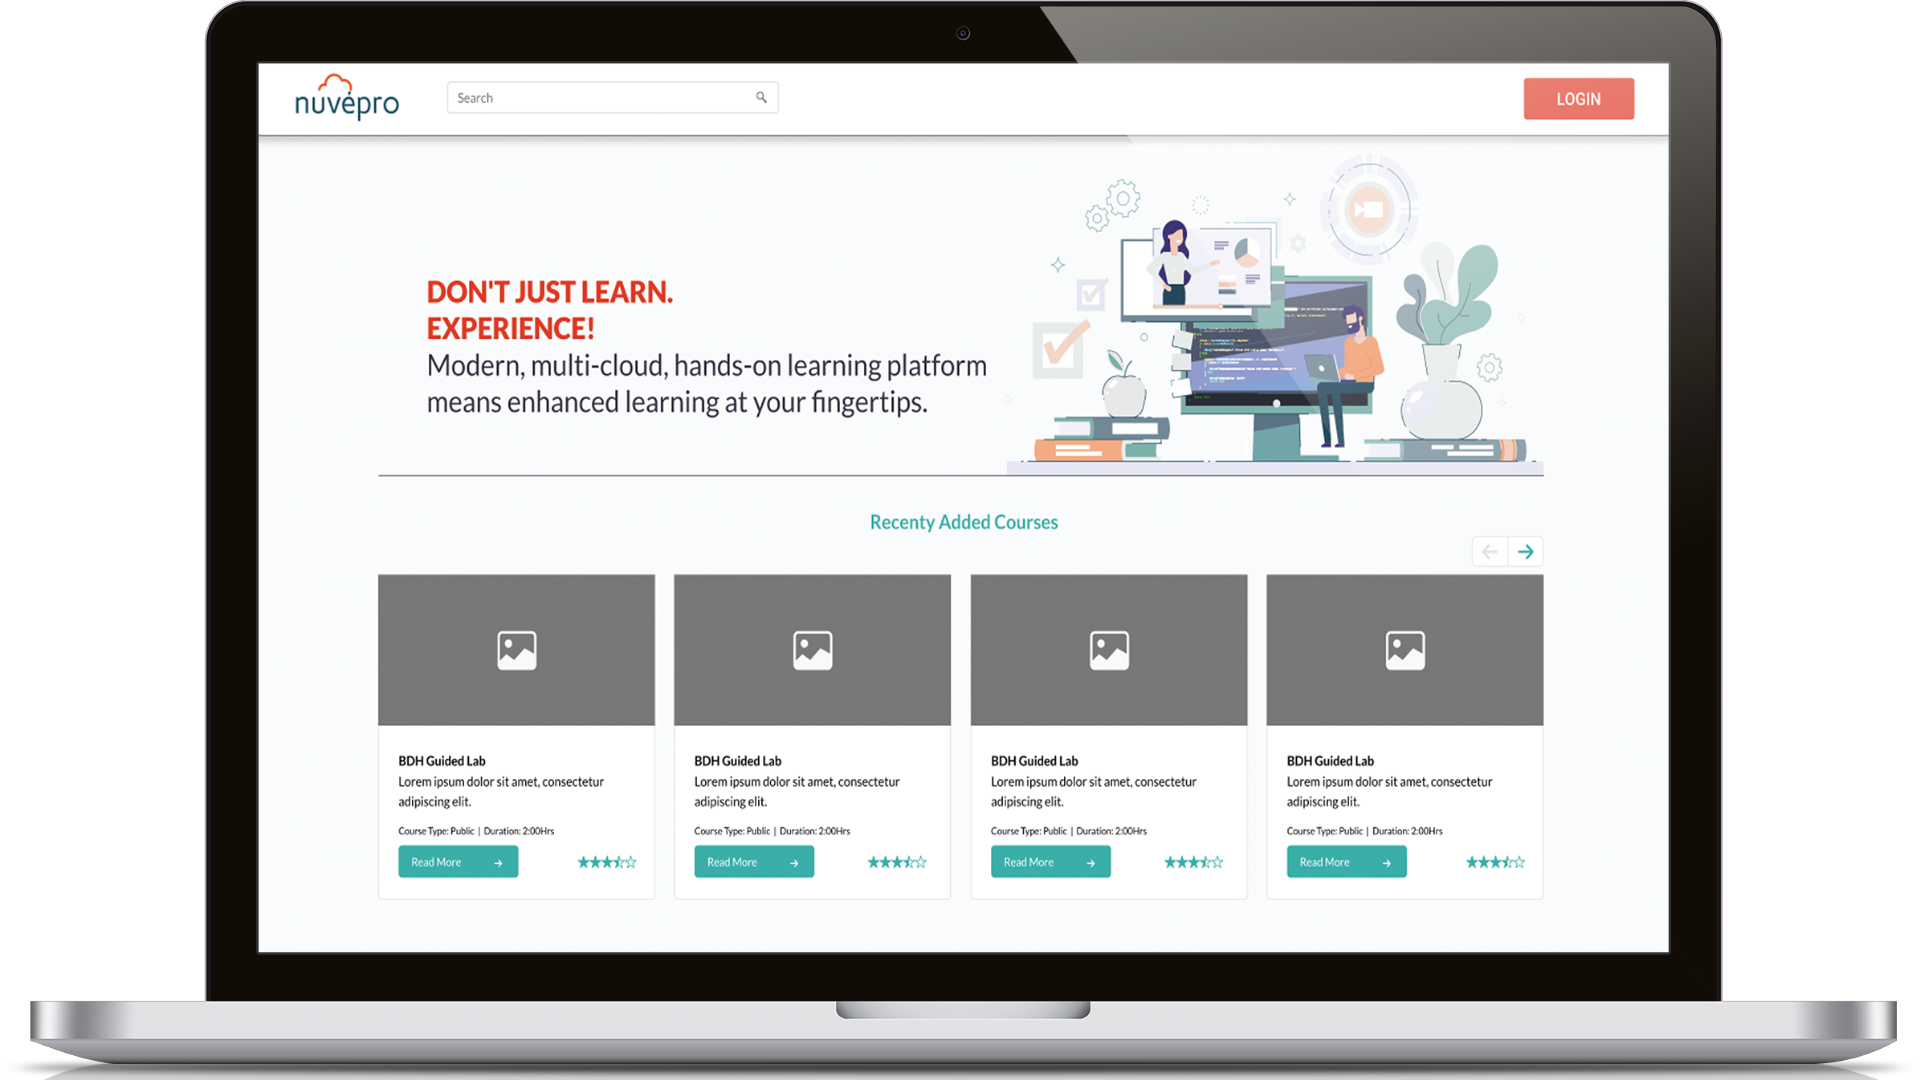 nuvépro
Search
LOGIN
DON'T JUST LEARN.
EXPERIENCE!
Modern, multi-cloud, hands-on learning platform
means enhanced learning at your fingertips.
Recenty Added Courses
BDH Guided Lab
Lorem ipsum dolor sit amet, consectetur
adipiscing elit.
Course Type: Public | Duration: 2:00Hrs
Read More
BDH Guided Lab
Lorem ipsum dolor sit amet, consectetur
adipiscing elit.
Course Type: Public | Duration: 2:00Hrs
Read More
BDH Guided Lab
Lorem ipsum dolor sit amet, consectetur
adipiscing elit.
Course Type: Public | Duration: 2:00Hrs
Read More
BDH Guided Lab
Lorem ipsum dolor sit amet, consectetur
adipiscing elit.
Course Type: Public | Duration: 2:00Hrs
Read More